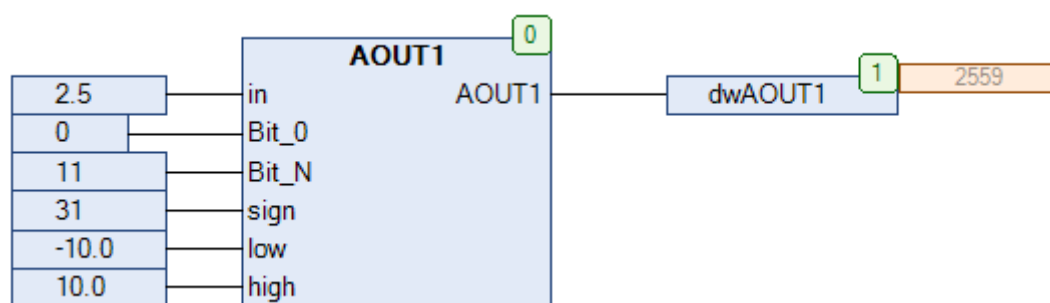 0
AOUT1
2.5 in AOUT1 dwAOUT1 1 2559
0 Bit_0
11 Bit_N
31 sign
-10.0 low
10.0 high